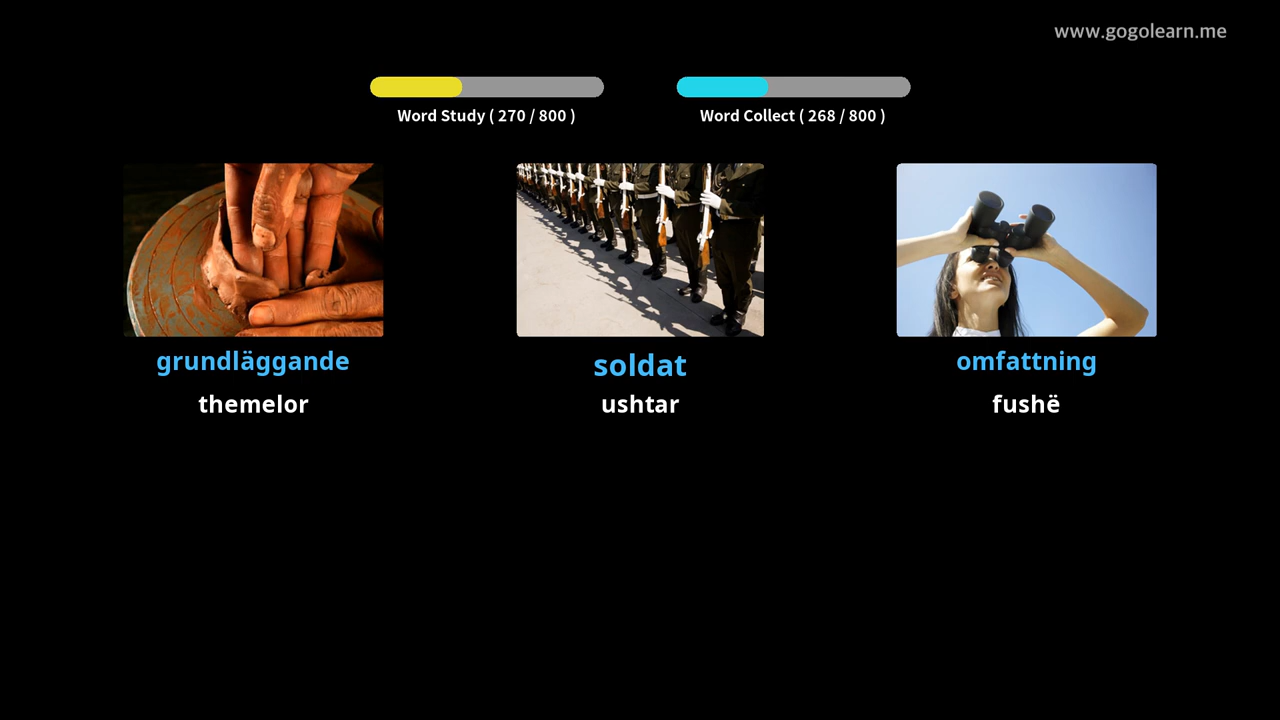 www.gogolearn.me
Word Study ( 270 / 800 )
Word Collect ( 268 / 800 )
grundläggande
themelor
soldat
ushtar
omfattning
fushë